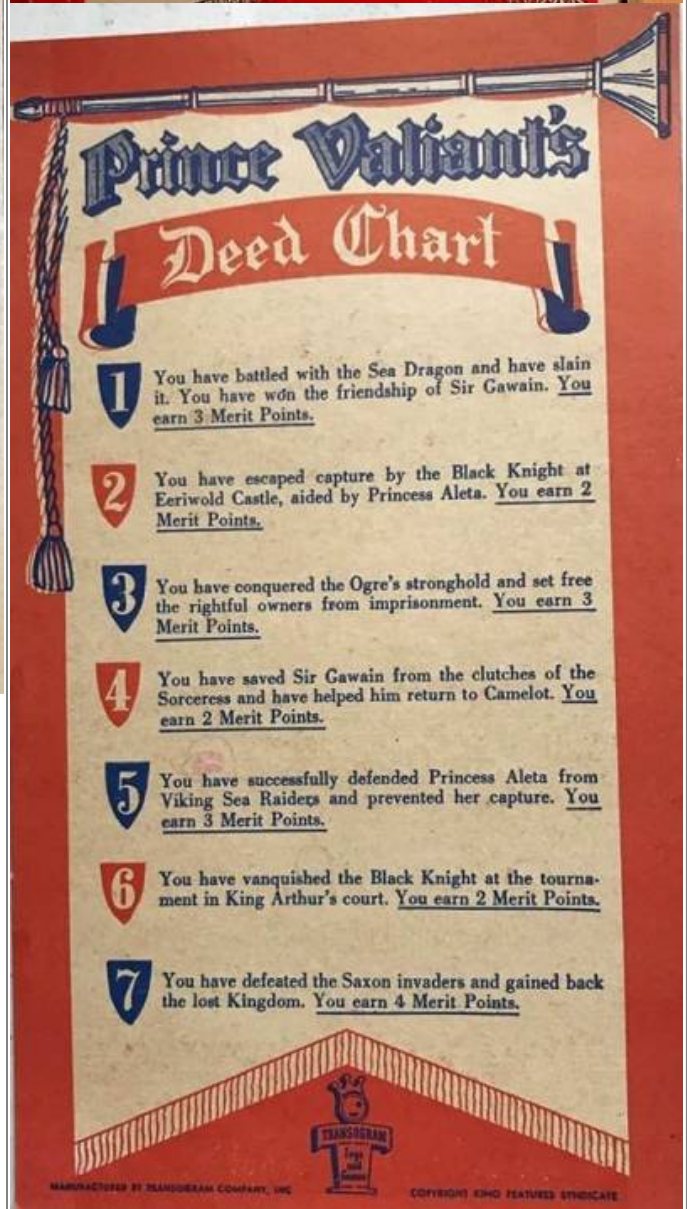 Prince Valiant's
Deed Chart
1
You have battled with the Sea Dragon and have slain
it. You have won the friendship of Sir Gawain. You
earn 3 Merit Points.
2
You have escaped capture by the Black Knight at
Eeriwold Castle, aided by Princess Aleta. You earn 2
Merit Points.
3
You have conquered the Ogre's stronghold and set free
the rightful owners from imprisonment. You earn 3
Merit Points.
4
You have saved Sir Gawain from the clutches of the
Sorceress and have helped him return to Camelot. You
earn 2 Merit Points.
5
You have successfully defended Princess Aleta from
Viking Sea Raiders and prevented her capture. You
earn 3 Merit Points.
6
You have vanquished the Black Knight at the tourna-
ment in King Arthur's court. You earn 2 Merit Points.
7
You have defeated the Saxon invaders and gained back
the lost Kingdom. You earn 4 Merit Points.
TRANSOGRAM
Toys
and
Games
MANUFACTURED BY TRANSOGRAM COMPANY, INC
COPYRIGHT KING FEATURES SYNDICATE